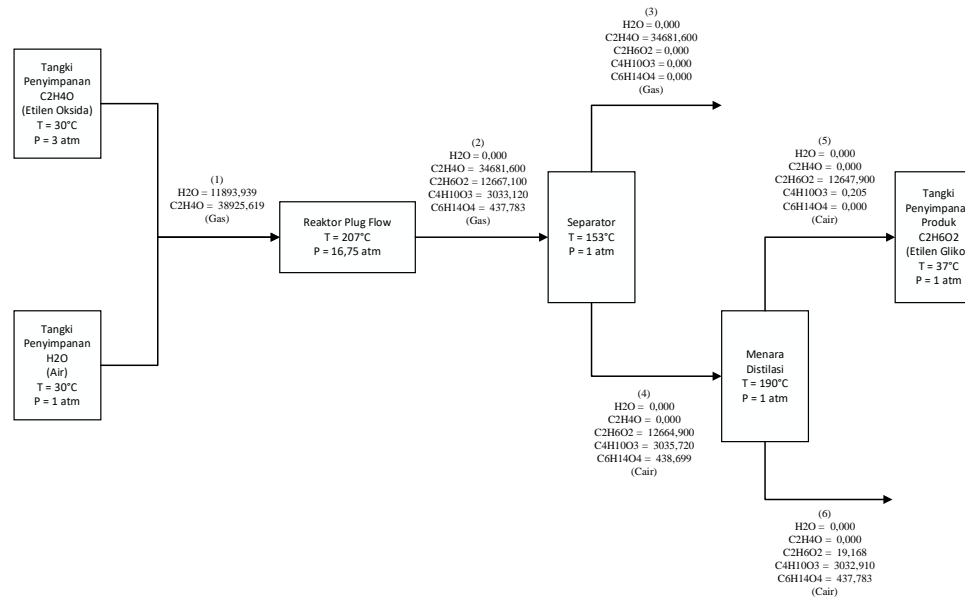 Tangki
Penyimpanan
C2H4O
(Etilen Oksida)
T = 30°C
P = 3 atm
Tangki
Penyimpanan
H2O
(Air)
T = 30°C
P = 1 atm
(1)
H2O = 11893,939
C2H4O = 38925,619
(Gas)
Reaktor Plug Flow
T = 207°C
P = 16,75 atm
(2)
H2O = 0,000
C2H4O = 34681,600
C2H6O2 = 12667,100
C4H10O3 = 3033,120
C6H14O4 = 437,783
(Gas)
Separator
T = 153°C
P = 1 atm
(3)
H2O = 0,000
C2H4O = 34681,600
C2H6O2 = 0,000
C4H10O3 = 0,000
C6H14O4 = 0,000
(Gas)
(4)
H2O = 0,000
C2H4O = 0,000
C2H6O2 = 12664,900
C4H10O3 = 3035,720
C6H14O4 = 438,699
(Cair)
Menara
Distilasi
T = 190°C
P = 1 atm
(5)
H2O = 0,000
C2H4O = 0,000
C2H6O2 = 12647,900
C4H10O3 = 0,205
C6H14O4 = 0,000
(Cair)
Tangki
Penyimpana
Produk
C2H6O2
(Etilen Gliko
T = 37°C
P = 1 atm
(6)
H2O = 0,000
C2H4O = 0,000
C2H6O2 = 19,168
C4H10O3 = 3032,910
C6H14O4 = 437,783
(Cair)